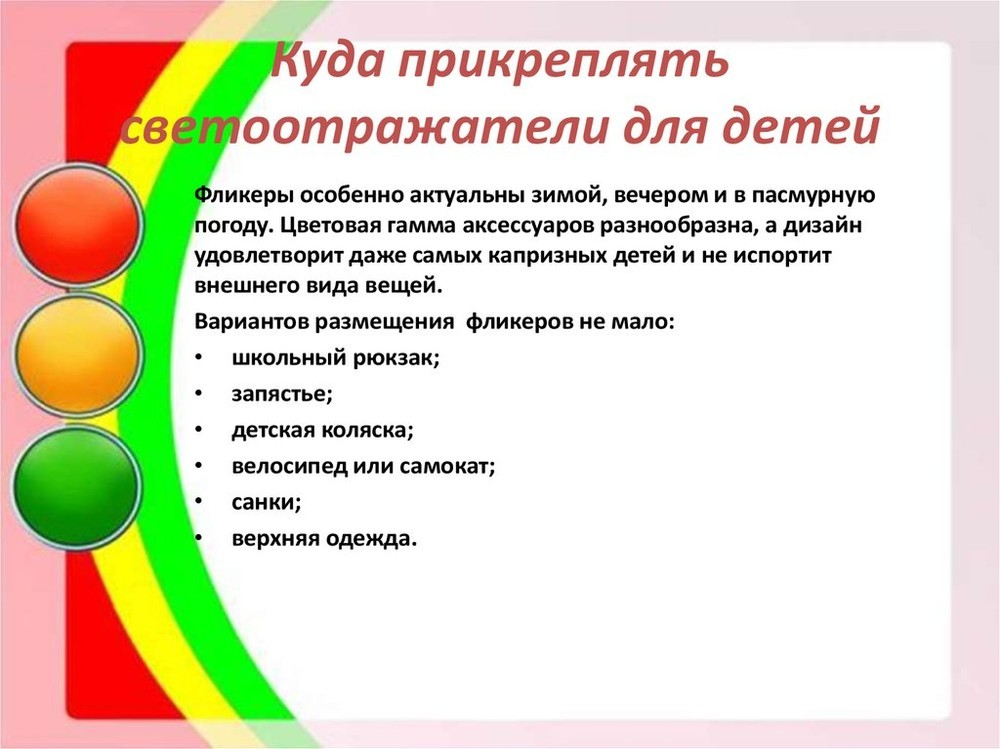 Куда прикреплять
светоотражатели для детей
Фликеры особенно актуальны зимой, вечером и в пасмурную
погоду. Цветовая гамма аксессуаров разнообразна, а дизайн
удовлетворит даже самых капризных детей и не испортит
внешнего вида вещей.
Вариантов размещения  фликеров не мало:
• школьный рюкзак;
• запястье;
• детская коляска;
• велосипед или самокат;
• санки;
• верхняя одежда.